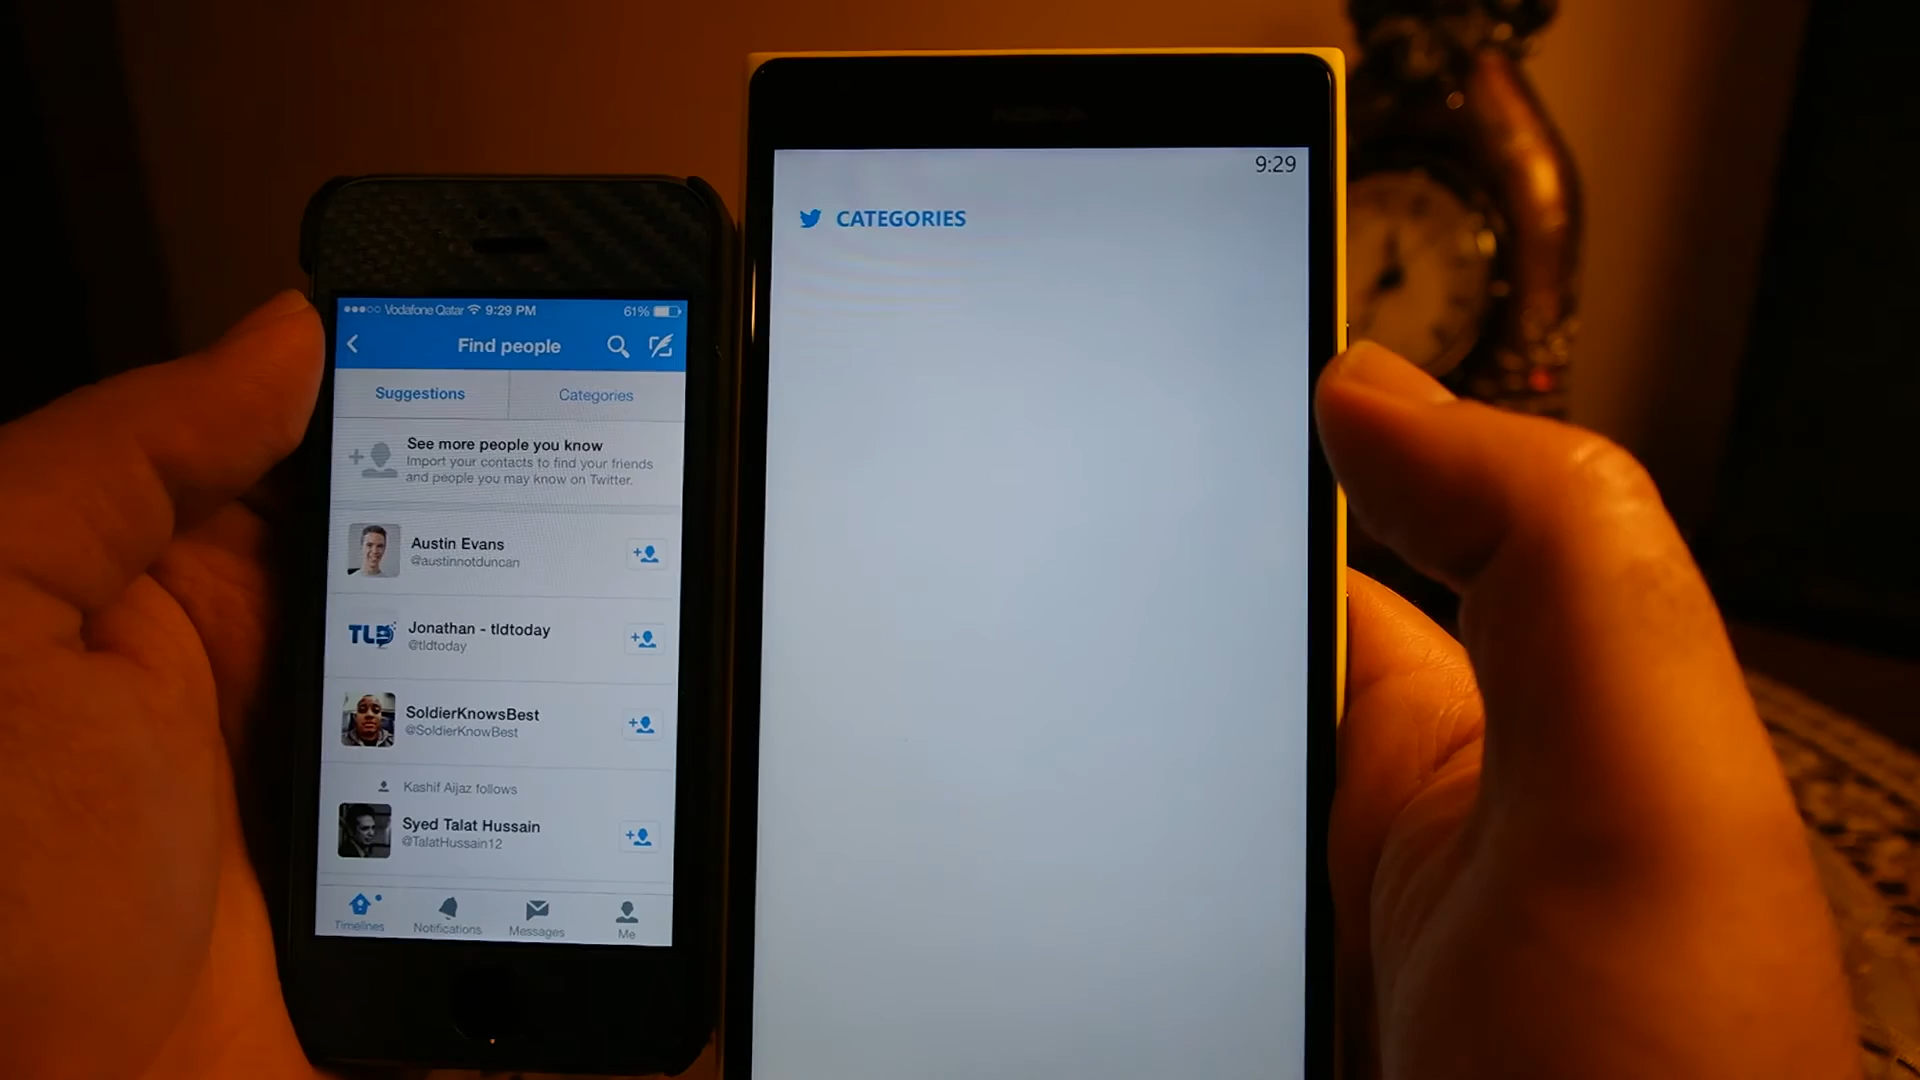 Vodafone Qatar 9:29 PM 61%
Find people
Suggestions Categories
See more people you know
Import your contacts to find your friends
and people you may know on Twitter.
Austin Evans
@austinnotduncan
TLD
Jonathan - tldtoday
@tldtoday
SoldierKnowsBest
@SoldierKnowBest
Kashif Aijaz follows
Syed Talat Hussain
@TalatHussain12
Timelines Notifications Messages Me
NOKIA
9:29
CATEGORIES